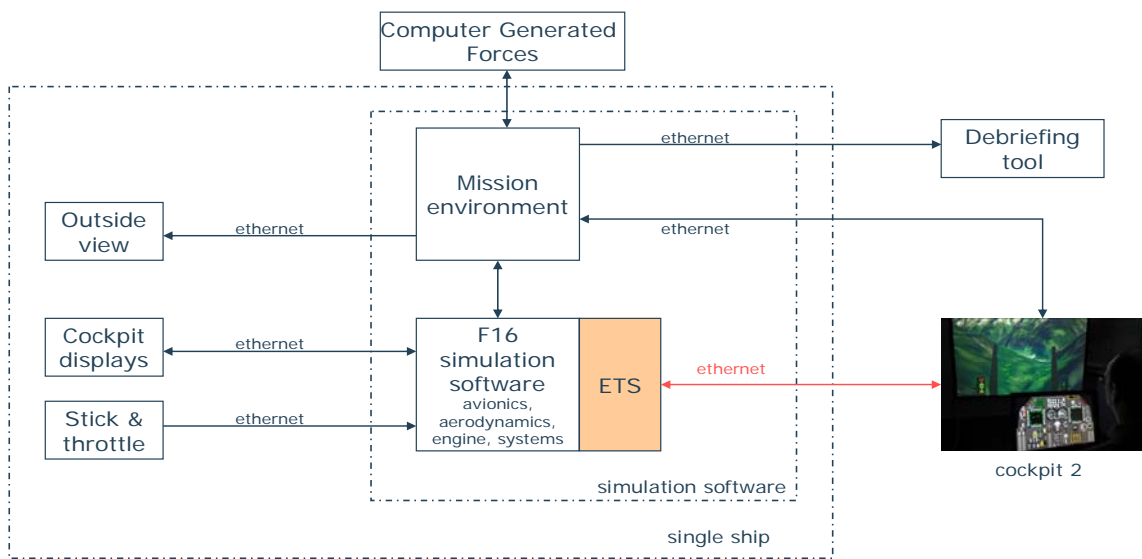 Computer Generated
Forces
ethernet
Debriefing
tool
Mission
environment
Outside
view
ethernet
ethernet
Cockpit
displays
ethernet
F16
simulation
software
avionics,
aerodynamics,
engine, systems
ETS
ethernet
Stick &
throttle
ethernet
cockpit 2
simulation software
single ship